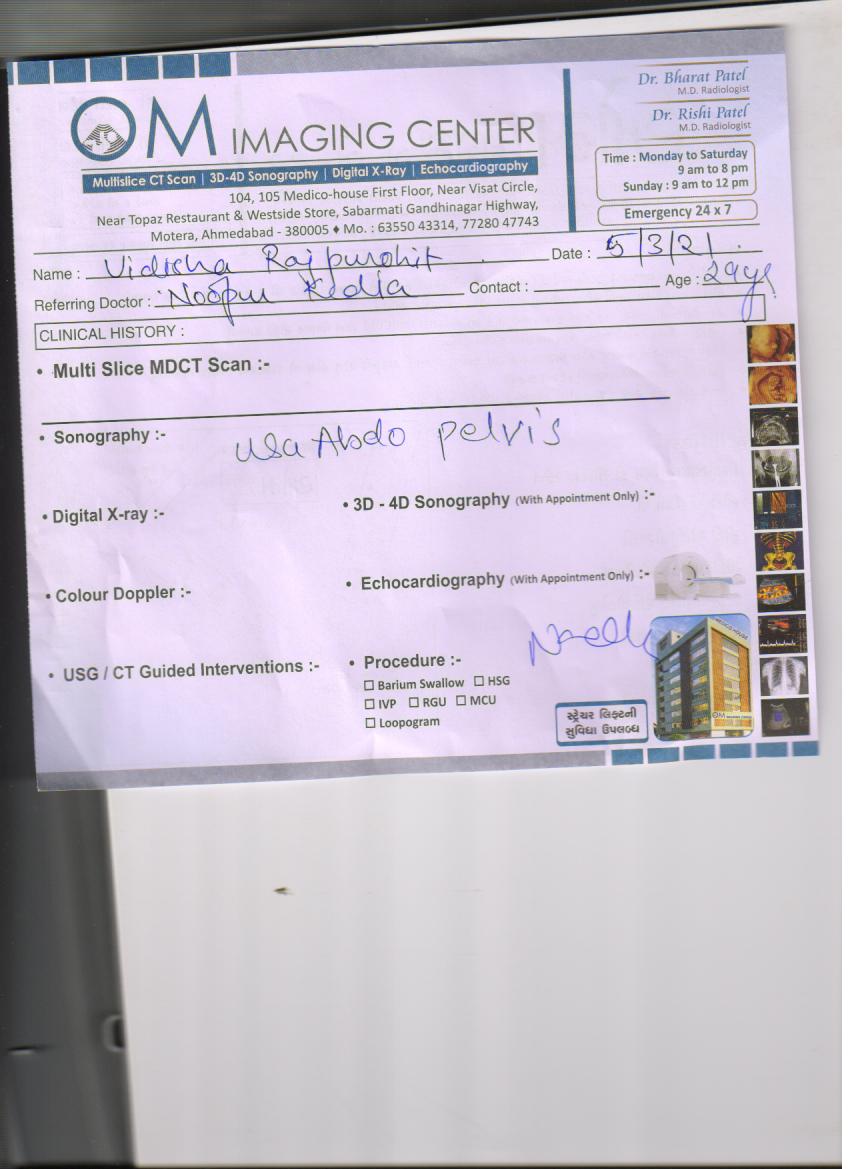 OM IMAGING CENTER
Multislice CT Scan | 3D-4D Sonography | Digital X-Ray | Echocardiography
104, 105 Medico-house First Floor, Near Visat Circle,
Near Topaz Restaurant & Westside Store, Sabarmati Gandhinagar Highway,
Motera, Ahmedabad - 380005 ♦ Mo. : 63550 43314, 77280 47743
Dr. Bharat Patel
M.D. Radiologist
Dr. Rishi Patel
M.D. Radiologist
Time : Monday to Saturday
9 am to 8 pm
Sunday : 9 am to 12 pm
Emergency 24 x 7
Name : Vidisha Rajpurohit Date : 5/3/21
Referring Doctor : Noopur Kedia Contact : Age : 29 yr
CLINICAL HISTORY :
• Multi Slice MDCT Scan :-
• Sonography :- Abdo pelvis
• Digital X-ray :- • 3D - 4D Sonography (With Appointment Only) :-
• Colour Doppler :- • Echocardiography (With Appointment Only) :-
• USG / CT Guided Interventions :- • Procedure :-
☐ Barium Swallow ☐ HSG
☐ IVP ☐ RGU ☐ MCU
☐ Loopogram
સ્ટ્રેચર લિફ્ટની
સુવિધા ઉપલબ્ધ